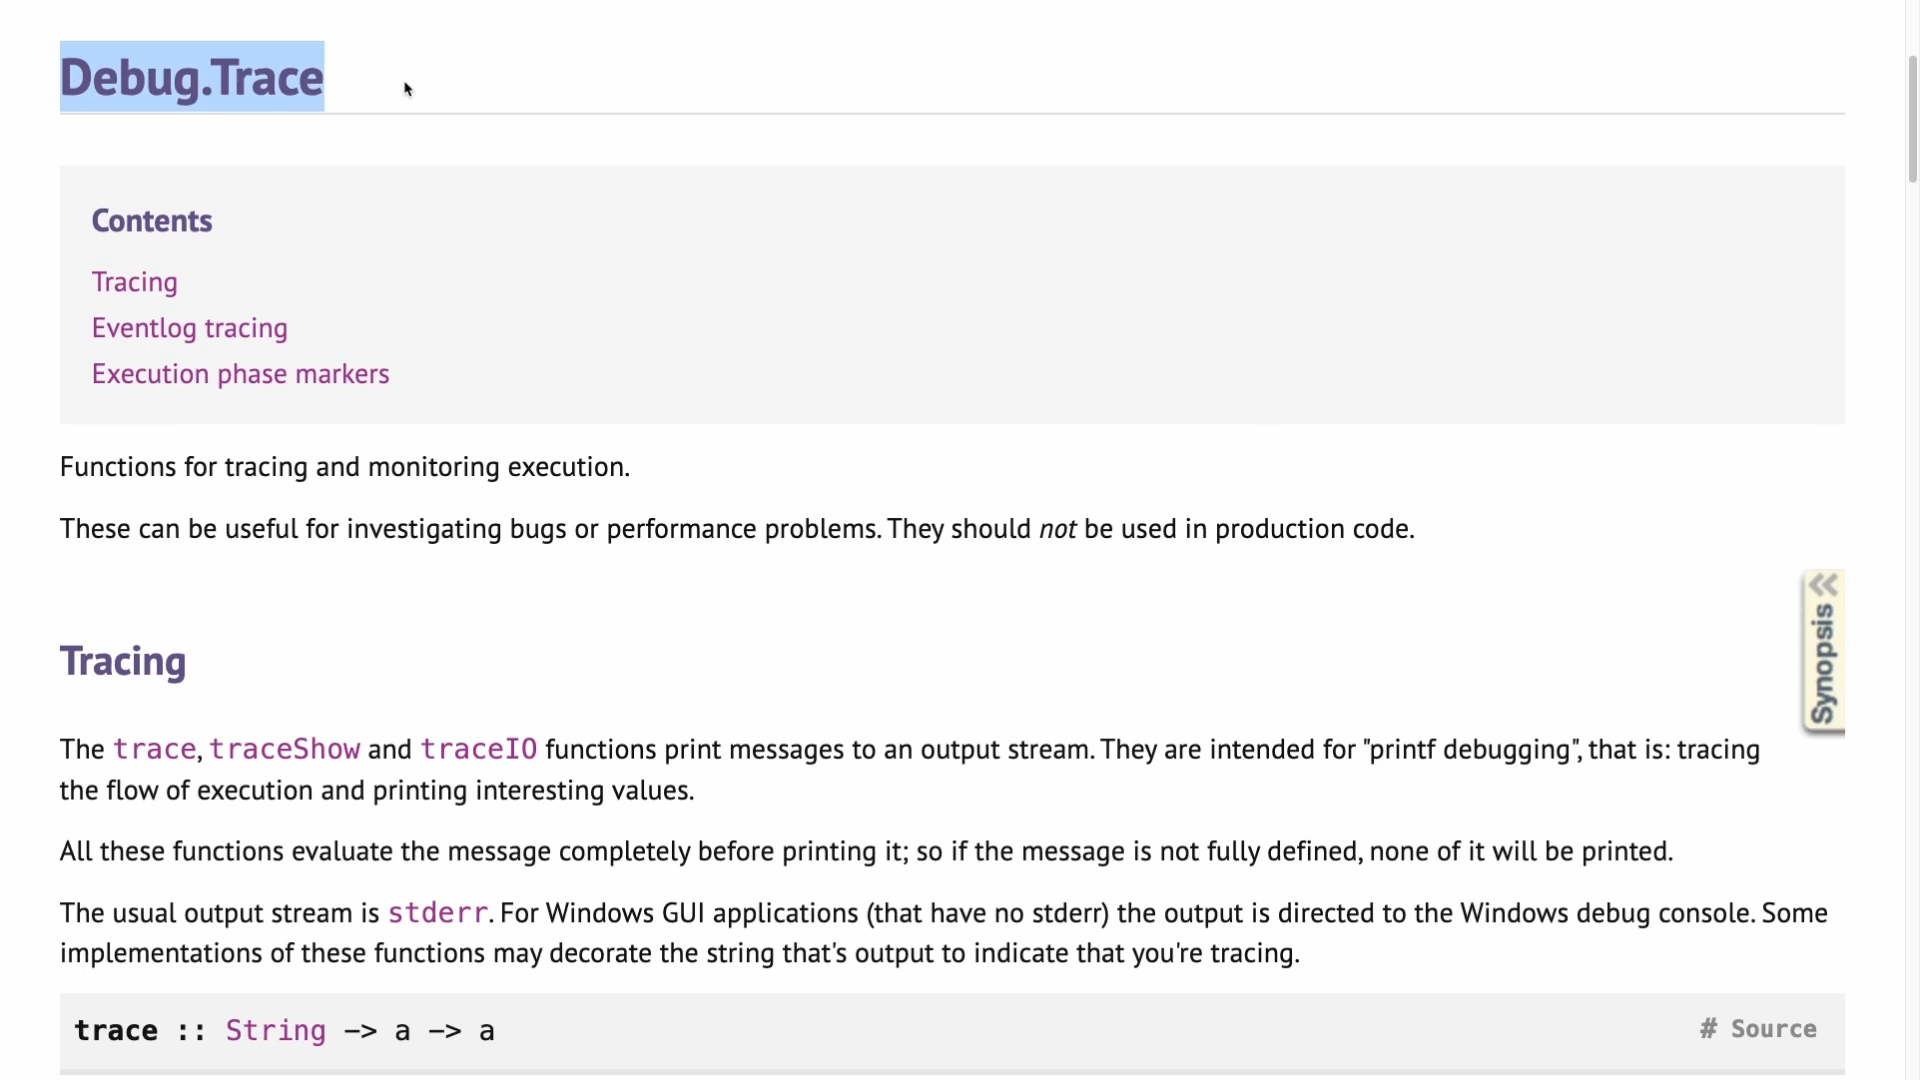 Debug.Trace
Contents
Tracing
Eventlog tracing
Execution phase markers
Functions for tracing and monitoring execution.
These can be useful for investigating bugs or performance problems. They should not be used in production code.
Synopsis
Tracing
The trace, traceShow and traceIO functions print messages to an output stream. They are intended for "printf debugging", that is: tracing
the flow of execution and printing interesting values.
All these functions evaluate the message completely before printing it; so if the message is not fully defined, none of it will be printed.
The usual output stream is stderr. For Windows GUI applications (that have no stderr) the output is directed to the Windows debug console. Some
implementations of these functions may decorate the string that's output to indicate that you're tracing.
trace :: String -> a -> a # Source